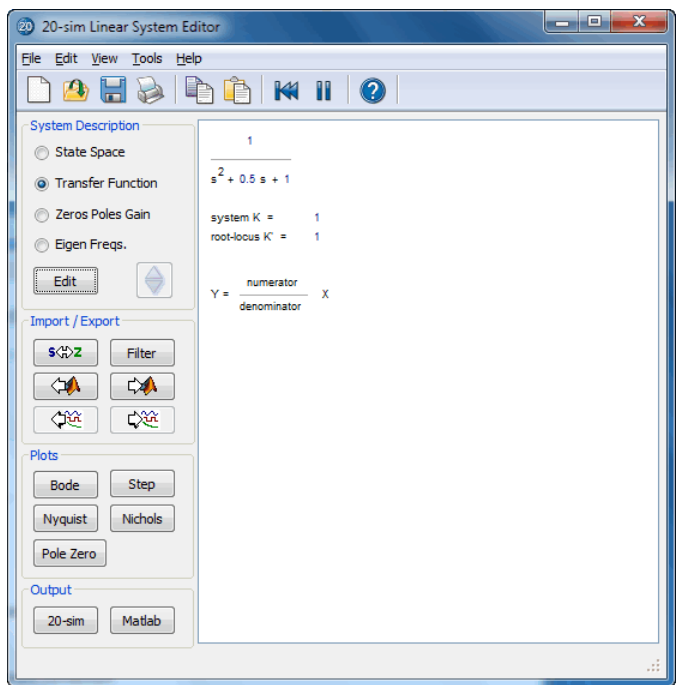 20-sim Linear System Editor
File Edit View Tools Help
System Description
State Space
Transfer Function
Zeros Poles Gain
Eigen Freqs.
Edit
Import / Export
S Z Filter
Plots
Bode Step
Nyquist Nichols
Pole Zero
Output
20-sim Matlab
1
s2 + 0.5 s + 1
system K = 1
root-locus K' = 1
numerator
Y = X
denominator